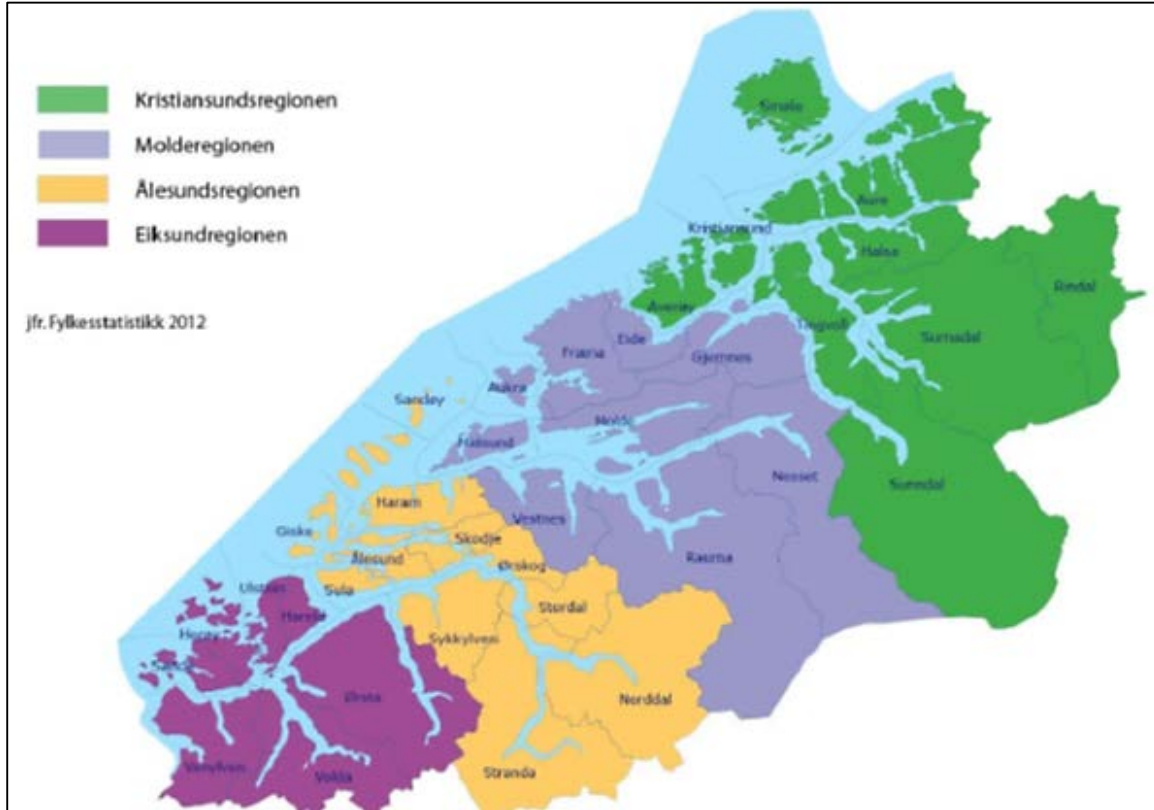 Kristiansundsregionen
Molderegionen
Ålesundsregionen
Eiksundregionen
jfr. Fylkesstatistikk 2012
Smøla
Aure
Kristiansund
Halsa
Rindal
Averøy
Tingvoll
Surnadal
Eide
Fræna
Gjemnes
Aukra
Sandøy
Molde
Midsund
Nesset
Sunndal
Haram
Vestnes
Giske
Skodje
Rauma
Ålesund
Ørskog
Ulstein
Sula
Stordal
Hareid
Herøy
Sykkylven
Sande
Ørsta
Norddal
Vanylven
Volda
Stranda